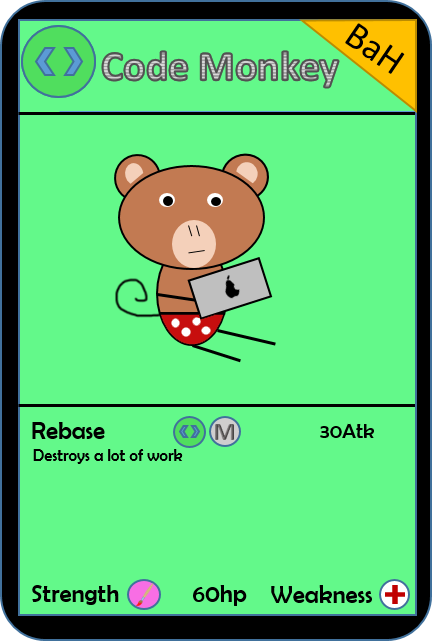 Code Monkey
BaH
Rebase M 30Atk
Destroys a lot of work
Strength 60hp Weakness